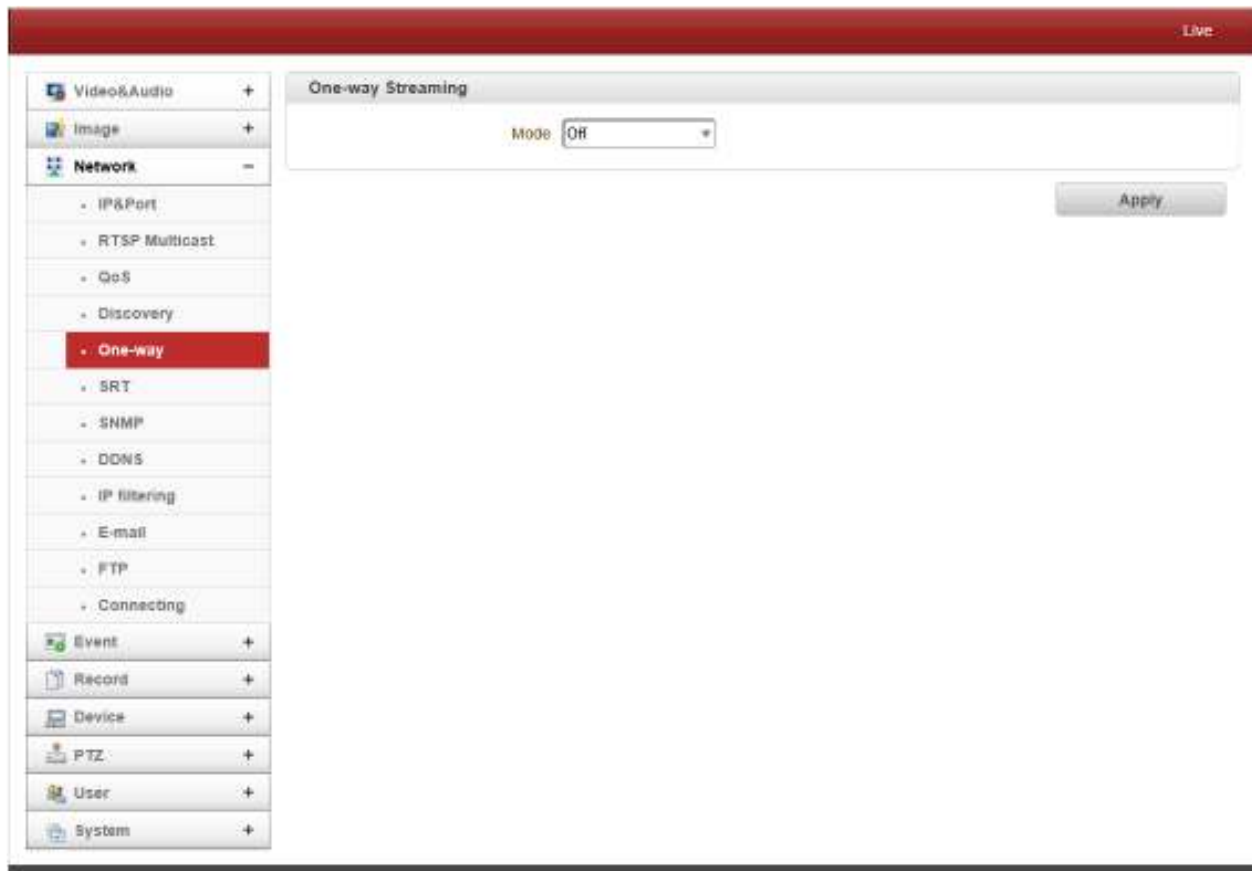 Live
Video&Audio +
Image +
Network -
IP&Port
RTSP Multicast
QoS
Discovery
One-way
SRT
SNMP
DDNS
IP filtering
E-mail
FTP
Connecting
Event +
Record +
Device +
PTZ +
User +
System +
One-way Streaming
Mode Off
Apply